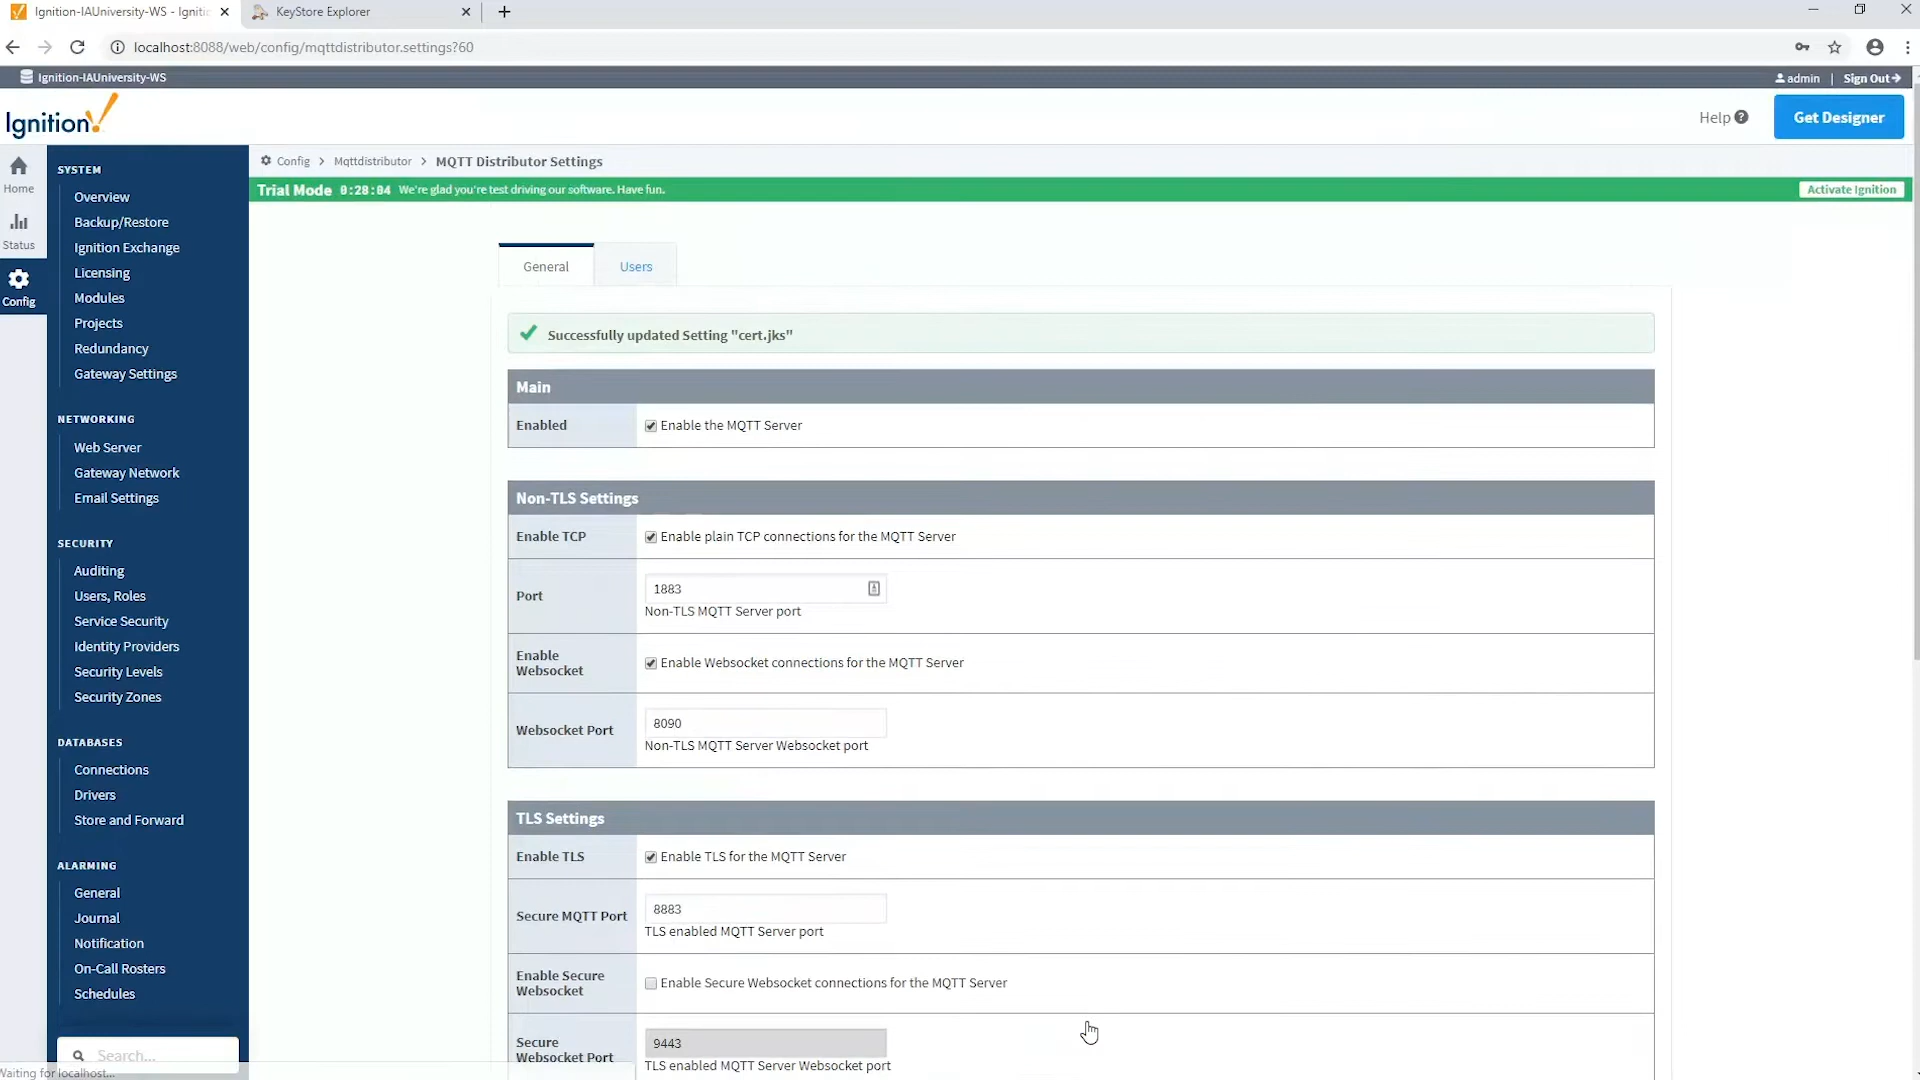 Ignition-IAUniversity-WS - Igniti
KeyStore Explorer
localhost:8088/web/config/mqttdistributor.settings?60
Ignition-IAUniversity-WS
admin | Sign Out
Ignition!
Help
Get Designer
Home
Status
Config
SYSTEM
Overview
Backup/Restore
Ignition Exchange
Licensing
Modules
Projects
Redundancy
Gateway Settings
NETWORKING
Web Server
Gateway Network
Email Settings
SECURITY
Auditing
Users, Roles
Service Security
Identity Providers
Security Levels
Security Zones
DATABASES
Connections
Drivers
Store and Forward
ALARMING
General
Journal
Notification
On-Call Rosters
Schedules
Search...
Waiting for localhost...
Config > Mqttdistributor > MQTT Distributor Settings
Trial Mode 0:28:04 We're glad you're test driving our software. Have fun.
Activate Ignition
General
Users
Successfully updated Setting "cert.jks"
Main
Enabled
Enable the MQTT Server
Non-TLS Settings
Enable TCP
Enable plain TCP connections for the MQTT Server
Port
1883
Non-TLS MQTT Server port
Enable
Websocket
Enable Websocket connections for the MQTT Server
Websocket Port
8090
Non-TLS MQTT Server Websocket port
TLS Settings
Enable TLS
Enable TLS for the MQTT Server
Secure MQTT Port
8883
TLS enabled MQTT Server port
Enable Secure
Websocket
Enable Secure Websocket connections for the MQTT Server
Secure
Websocket Port
9443
TLS enabled MQTT Server Websocket port